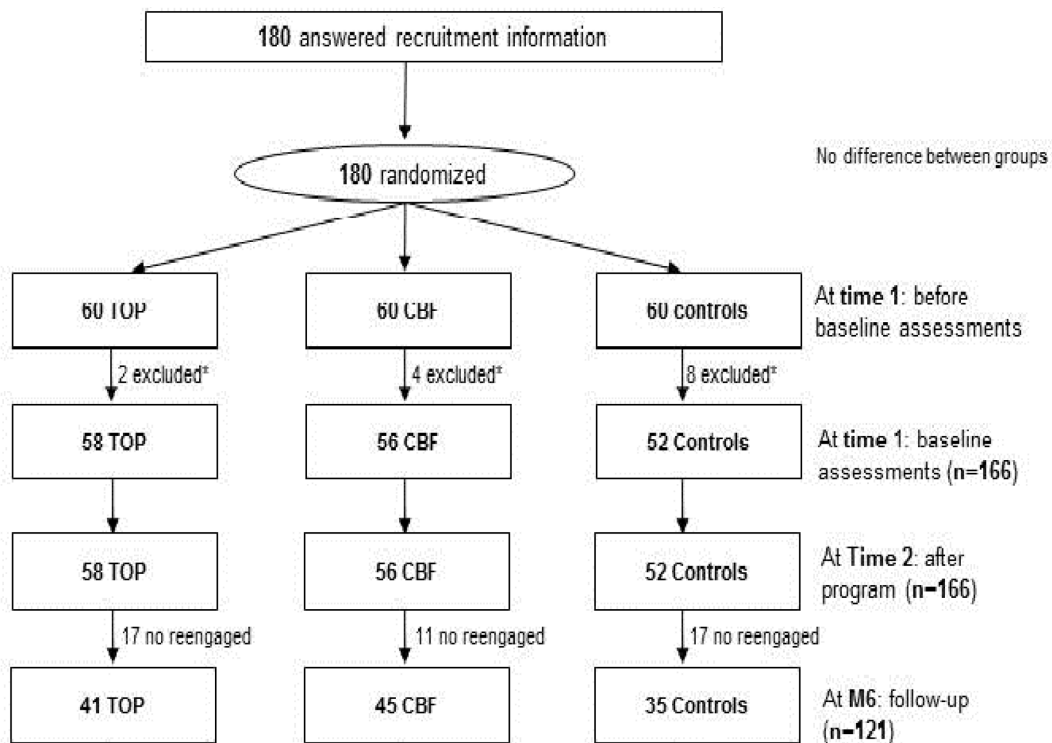 180 answered recruitment information
180 randomized
No difference between groups
60 TOP
60 CBF
60 controls
At time 1: before
baseline assessments
2 excluded*
4 excluded*
8 excluded*
58 TOP
56 CBF
52 Controls
At time 1: baseline
assessments (n=166)
58 TOP
56 CBF
52 Controls
At Time 2: after
program (n=166)
17 no reengaged
11 no reengaged
17 no reengaged
41 TOP
45 CBF
35 Controls
At M6: follow-up
(n=121)